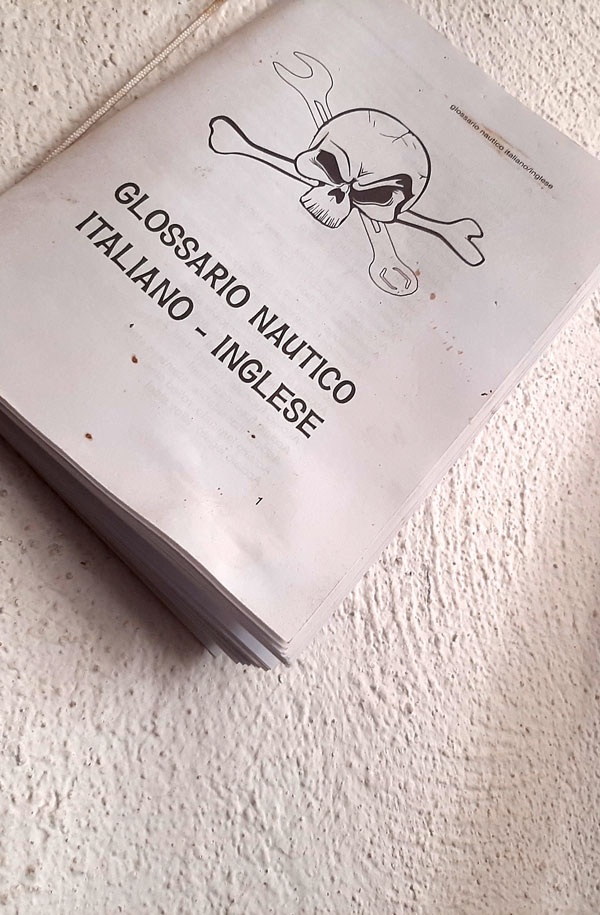 glossario nautico italiano/inglese
GLOSSARIO NAUTICO
ITALIANO - INGLESE
1